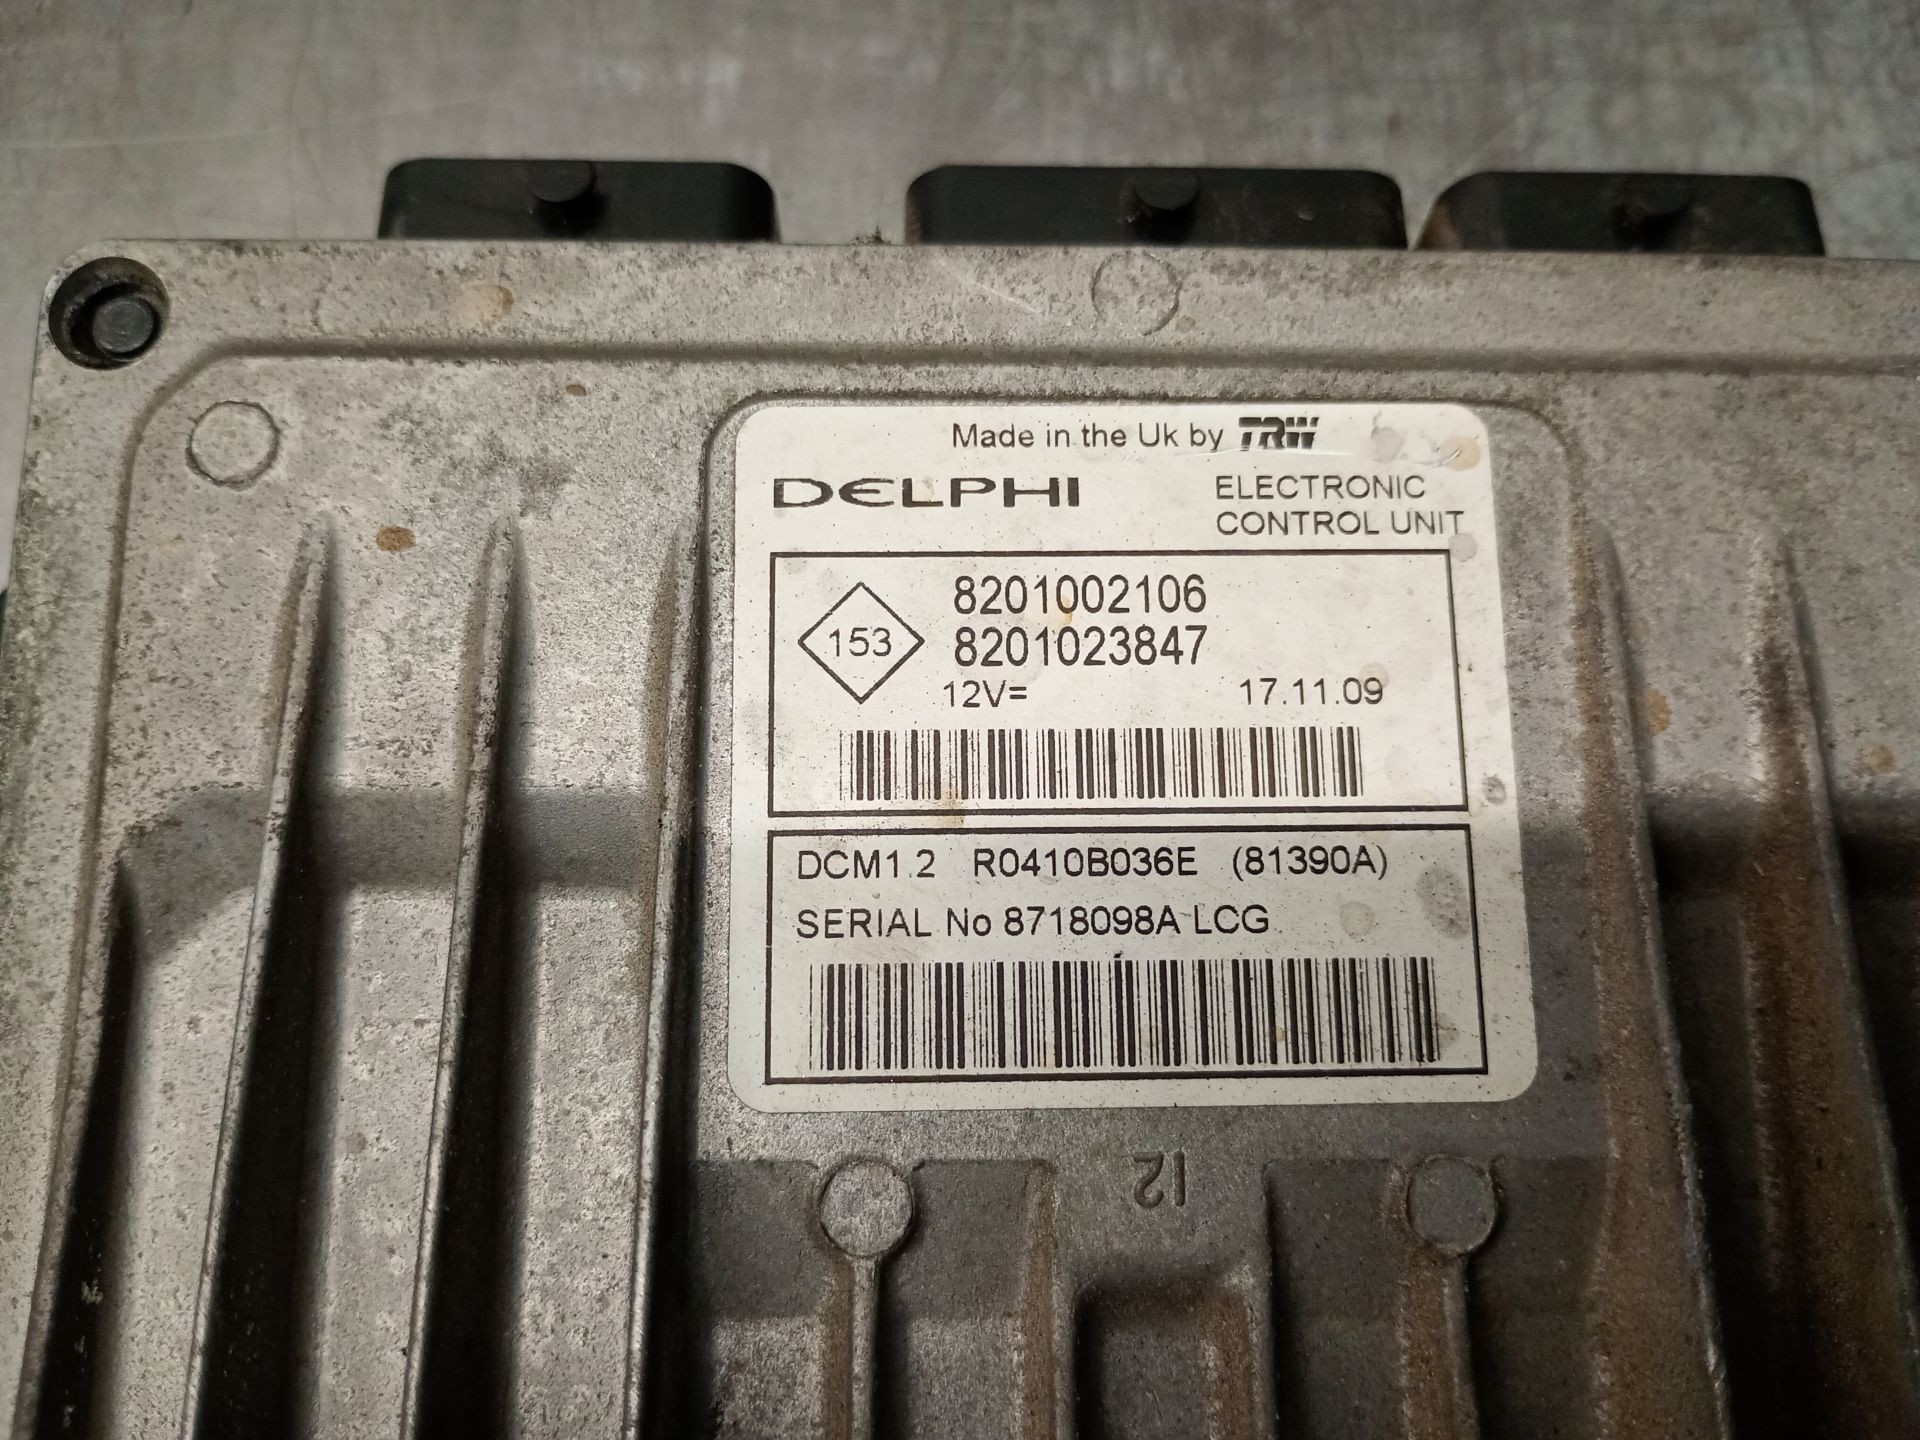 Made in the Uk by TRW
DELPHI
ELECTRONIC
CONTROL UNIT
153
8201002106
8201023847
12V= 17.11.09
DCM1.2 R0410B036E (81390A)
SERIAL No 8718098A LCG
12